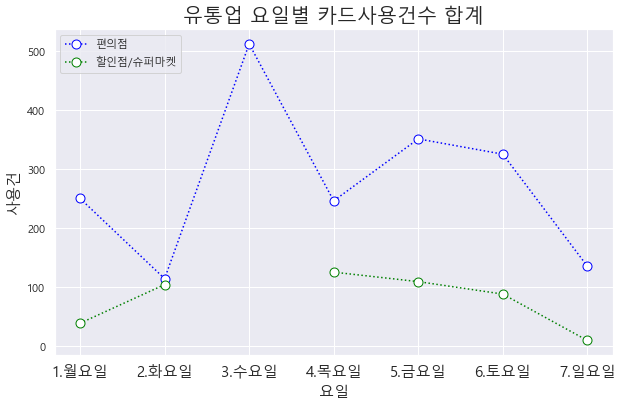 유통업 요일별 카드사용건수 합계
편의점
할인점/슈퍼마켓
500
400
300
200
100
0
사용건
1.월요일 2.화요일 3.수요일 4.목요일 5.금요일 6.토요일 7.일요일
요일